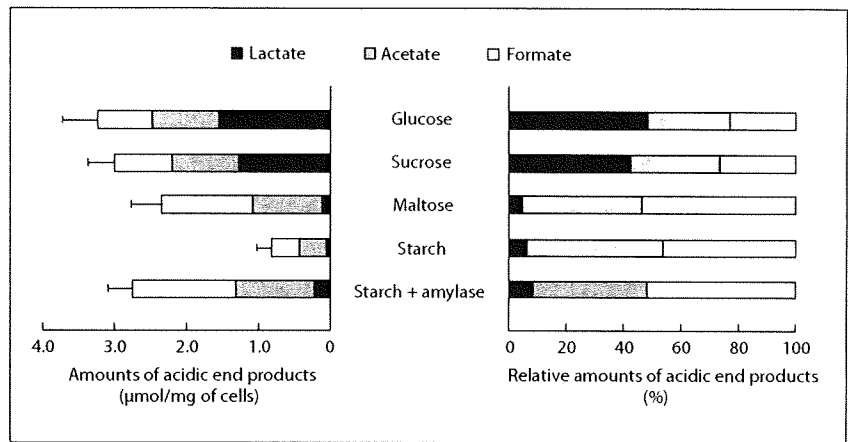 Lactate Acetate Formate
Glucose
Sucrose
Maltose
Starch
Starch + amylase
4.0 3.0 2.0 1.0 0
0 20 40 60 80 100
Amounts of acidic end products
(µmol/mg of cells)
Relative amounts of acidic end products
(%)